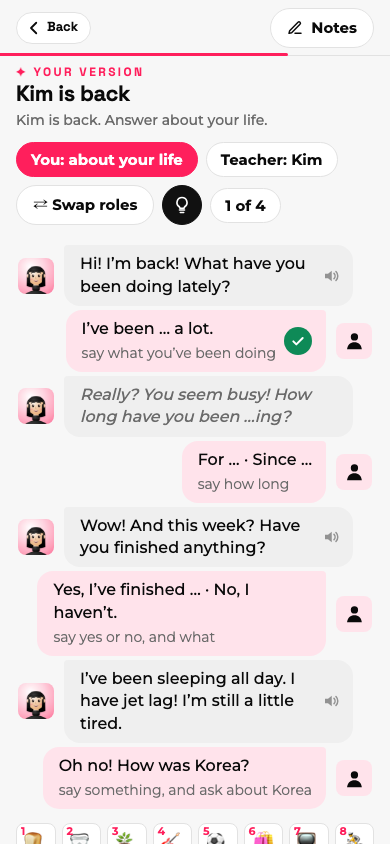 Back
Notes
YOUR VERSION
Kim is back
Kim is back. Answer about your life.
You: about your life
Teacher: Kim
Swap roles
1 of 4
Hi! I'm back! What have you
been doing lately?
I've been ... a lot.
say what you've been doing
Really? You seem busy! How
long have you been ...ing?
For ... · Since ...
say how long
Wow! And this week? Have
you finished anything?
Yes, I've finished ... · No, I
haven't.
say yes or no, and what
I've been sleeping all day. I
have jet lag! I'm still a little
tired.
Oh no! How was Korea?
say something, and ask about Korea
1 2 3 4 5 6 7 8